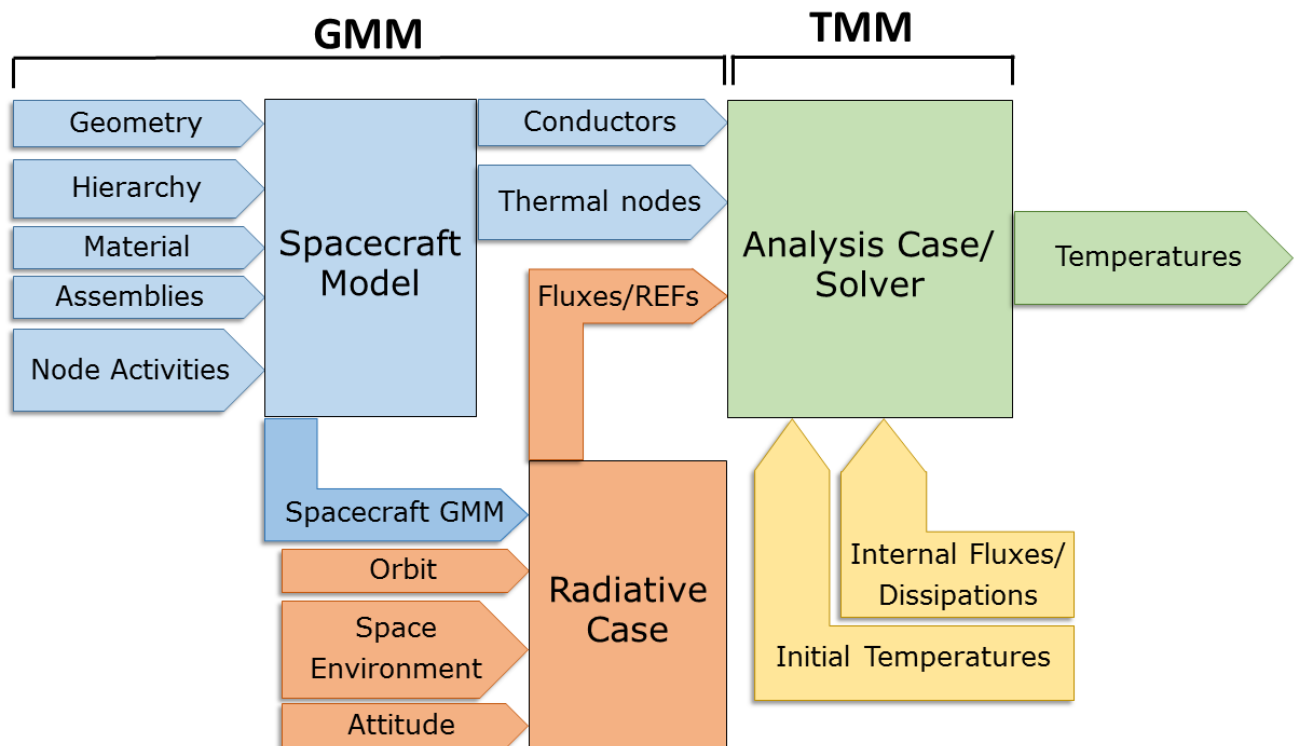 GMM
TMM
Geometry
Hierarchy
Material
Assemblies
Node Activities
Spacecraft
Model
Conductors
Thermal nodes
Fluxes/REFs
Analysis Case/
Solver
Temperatures
Spacecraft GMM
Orbit
Space
Environment
Attitude
Radiative
Case
Internal Fluxes/
Dissipations
Initial Temperatures